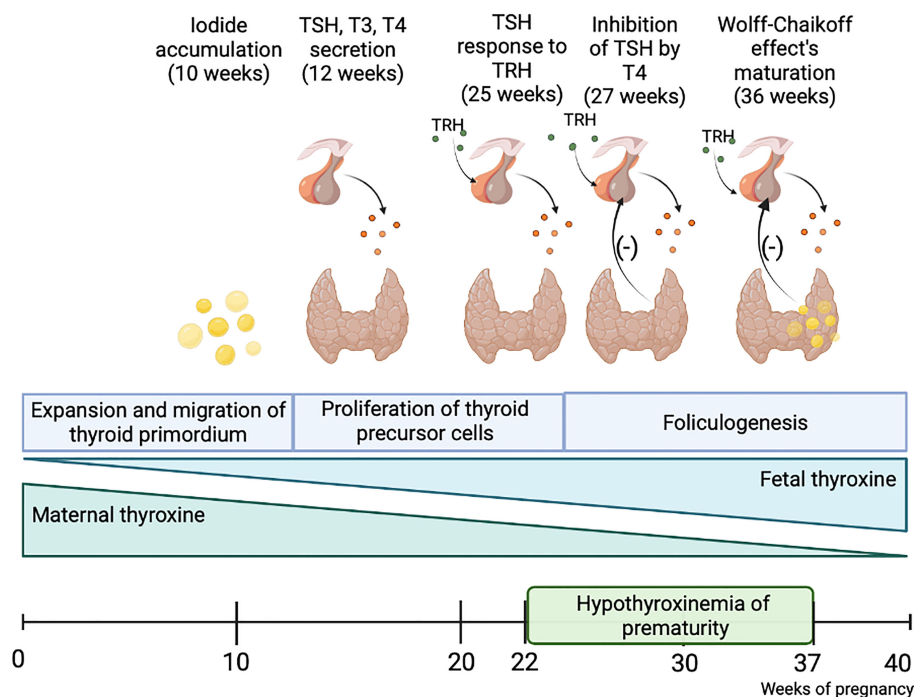 Iodide
accumulation
(10 weeks)
TSH, T3, T4
secretion
(12 weeks)
TSH
response to
TRH
(25 weeks)
Inhibition
of TSH by
T4
(27 weeks)
Wolff-Chaikoff
effect's
maturation
(36 weeks)
TRH
TRH
TRH
(-)
(-)
Expansion and migration of
thyroid primordium
Proliferation of thyroid
precursor cells
Foliculogenesis
Fetal thyroxine
Maternal thyroxine
Hypothyroxinemia of
prematurity
0 10 20 22 30 37 40
Weeks of pregnancy